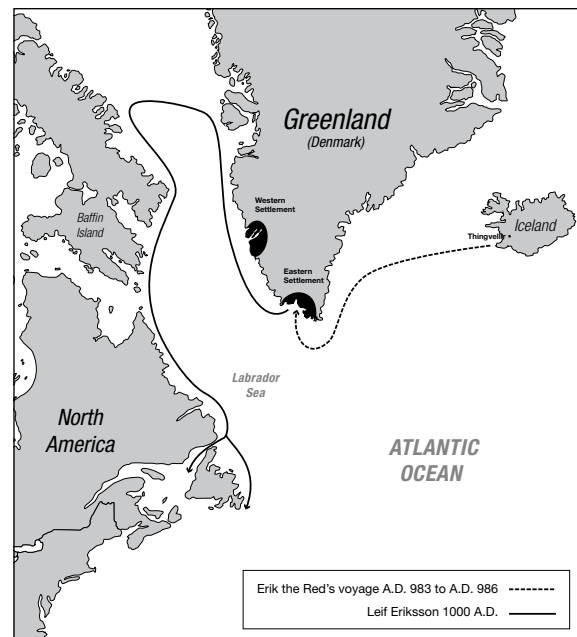 Greenland
(Denmark)
Western
Settlement
Baffin
Island
Iceland
Thingvellir
Eastern
Settlement
Labrador
Sea
North
America
ATLANTIC
OCEAN
Erik the Red's voyage A.D. 983 to A.D. 986
Leif Eriksson 1000 A.D.